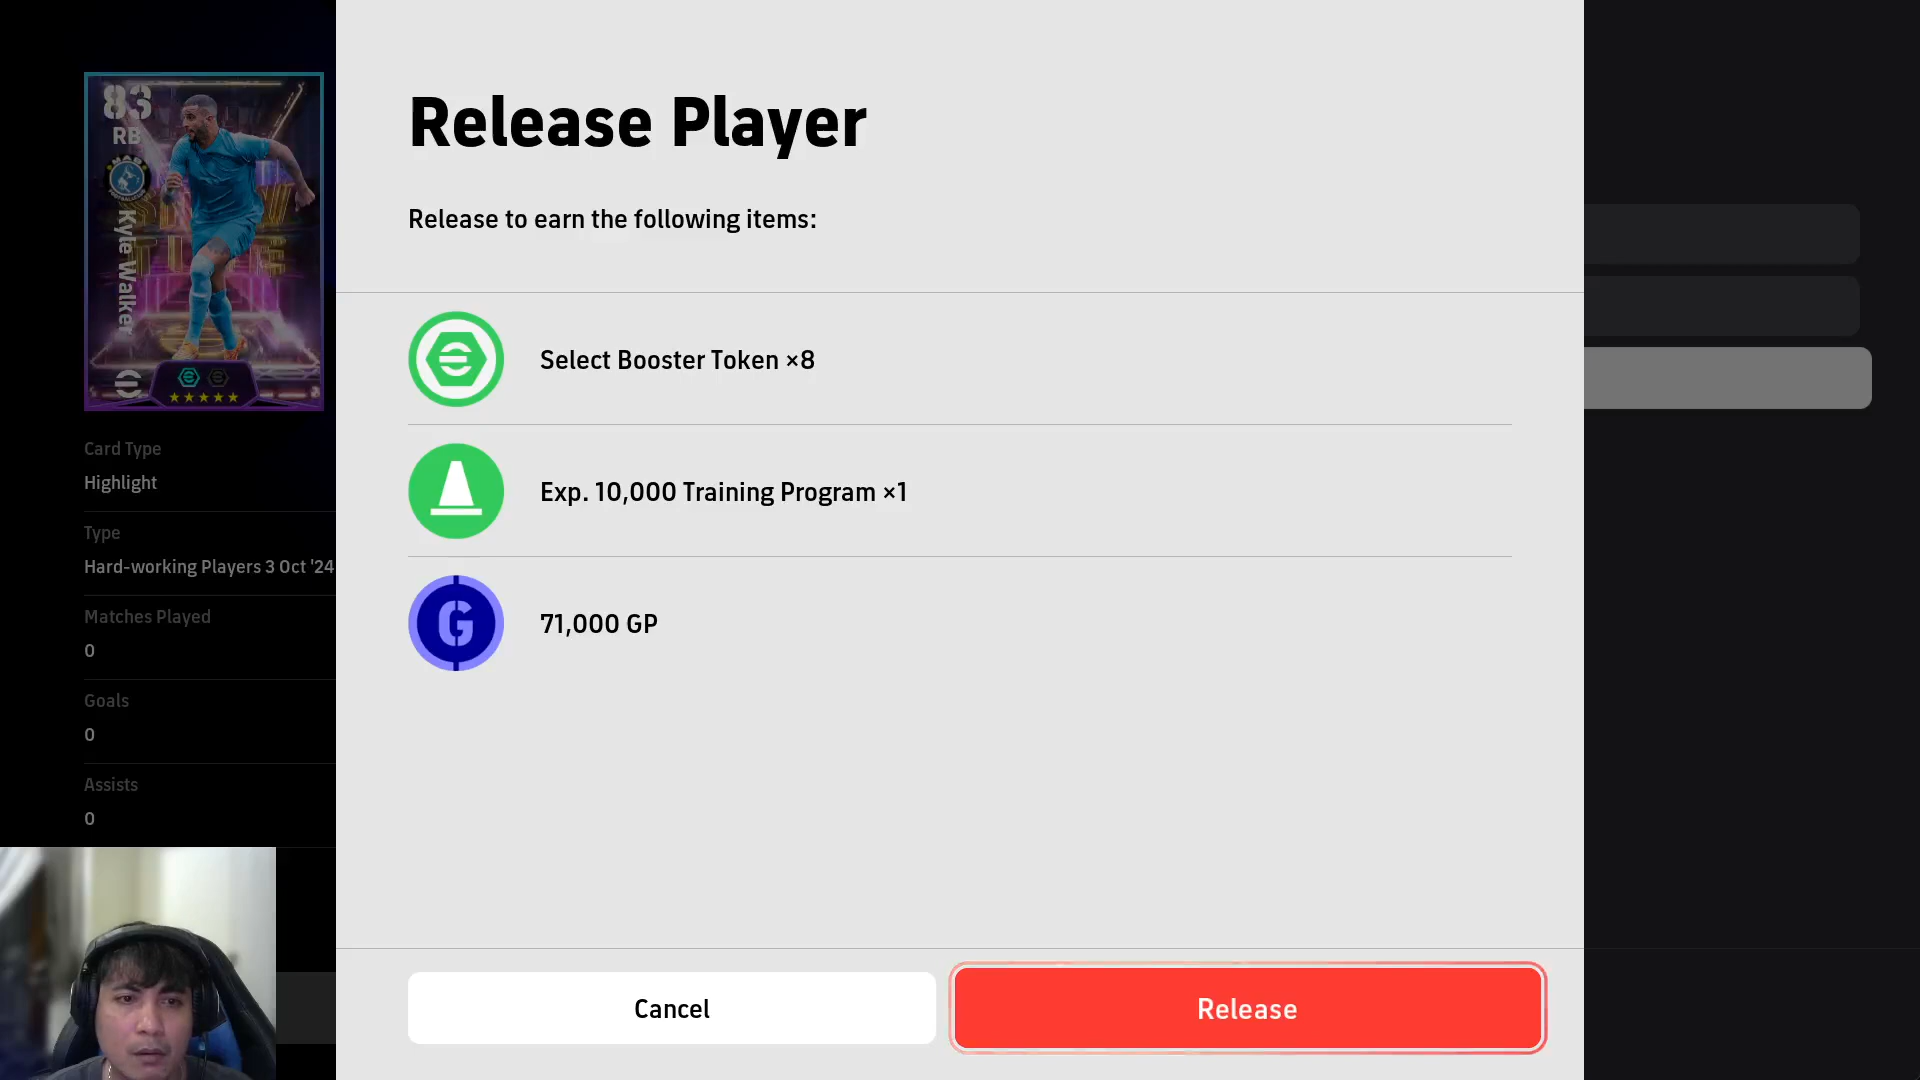 83
RB
Kyle Walker
SHOW
TIME
Card Type
Highlight
Type
Hard-working Players 3 Oct '24
Matches Played
0
Goals
0
Assists
0
Release Player
Release to earn the following items:
Select Booster Token ×8
Exp. 10,000 Training Program ×1
G
71,000 GP
Cancel
Release